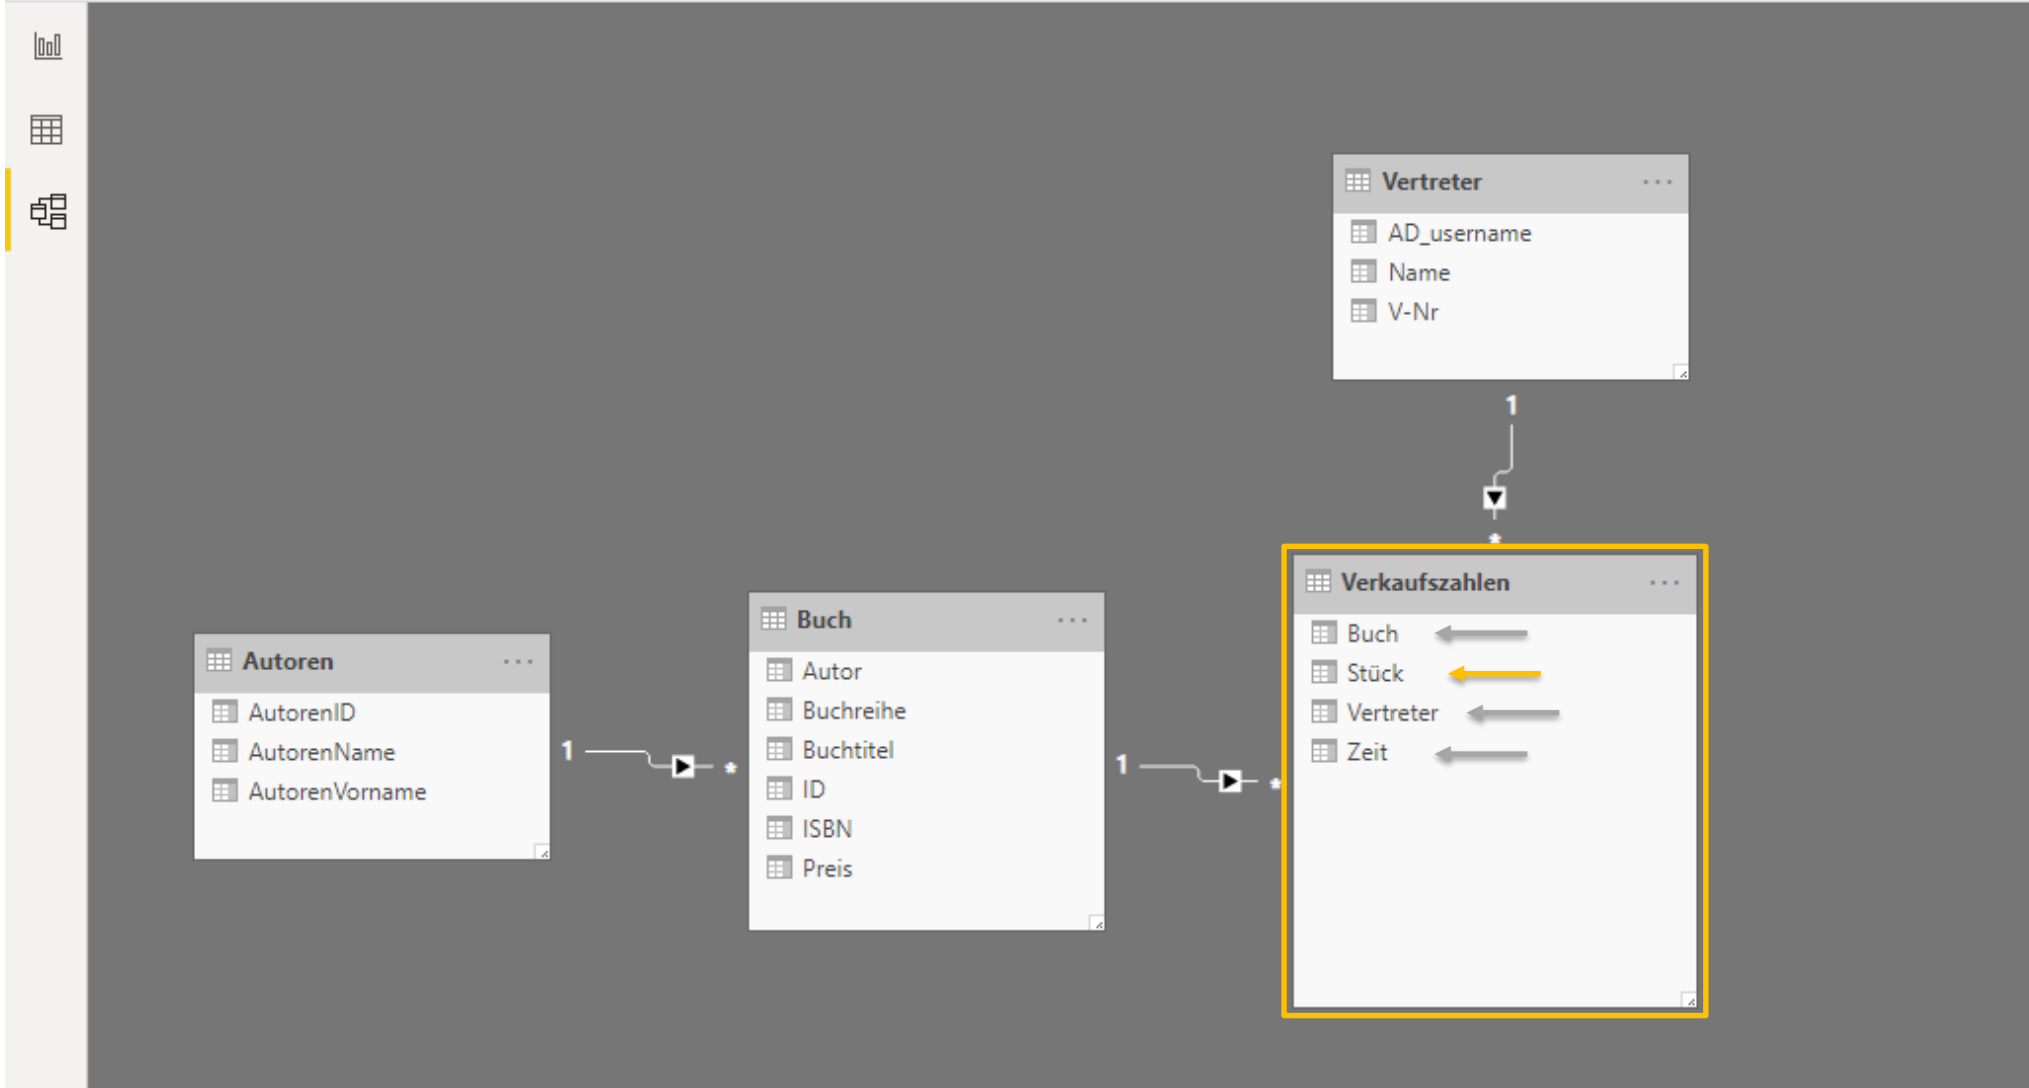 Vertreter
AD_username
Name
V-Nr
1
*
Verkaufszahlen
Buch
Stück
Vertreter
Zeit
Buch
Autor
Buchreihe
Buchtitel
ID
ISBN
Preis
1
*
Autoren
AutorenID
AutorenName
AutorenVorname
1
*